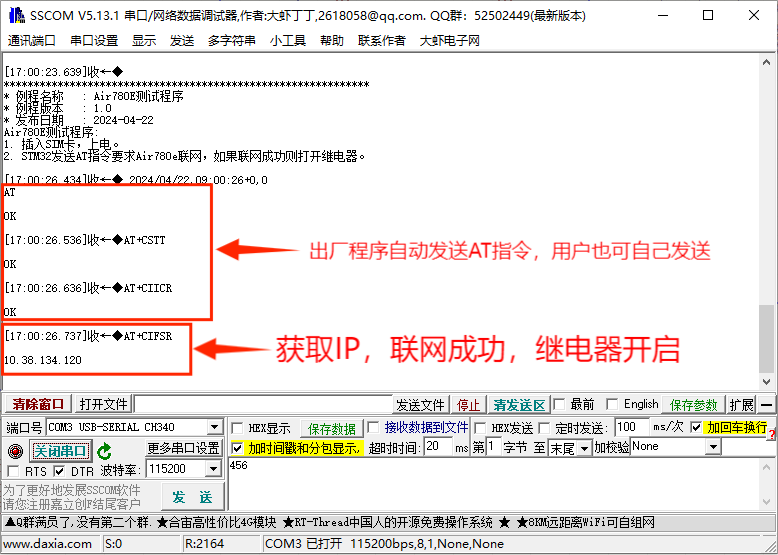 SSCOM V5.13.1 串口/网络数据调试器,作者:大虾丁丁,2618058@qq.com. QQ群: 52502449(最新版本)
通讯端口 串口设置 显示 发送 多字符串 小工具 帮助 联系作者 大虾电子网
[17:00:23.639]收←◆
**********************************************************
* 例程名称 : Air780E测试程序
* 例程版本 : 1.0
* 发布日期 : 2024-04-22
Air780E测试程序:
1. 插入SIM卡，上电。
2. STM32发送AT指令要求Air780e联网，如果联网成功则打开继电器。
[17:00:26.434]收←◆ 2024/04/22,09:00:26+0,0
AT
OK
[17:00:26.536]收←◆AT+CSTT
出厂程序自动发送AT指令，用户也可自己发送
OK
[17:00:26.636]收←◆AT+CIICR
OK
[17:00:26.737]收←◆AT+CIFSR
获取IP，联网成功，继电器开启
10.38.134.120
清除窗口 打开文件 发送文件 停止 清发送区 最前 English 保存参数 扩展 —
端口号 COM3 USB-SERIAL CH340 HEX显示 保存数据 接收数据到文件 HEX发送 定时发送: 100 ms/次 加回车换行
关闭串口 更多串口设置 加时间戳和分包显示, 超时时间: 20 ms 第1 字节 至 末尾 加校验 None ?
RTS DTR 波特率: 115200 456
为了更好地发展SSCOM软件
请您注册嘉立创F结尾客户 发 送
▲Q群满员了,没有第二个群. ★合宙高性价比4G模块 ★RT-Thread中国人的开源免费操作系统 ★ ★8KM远距离WiFi可自组网
www.daxia.com S:0 R:2164 COM3 已打开 115200bps,8,1,None,None